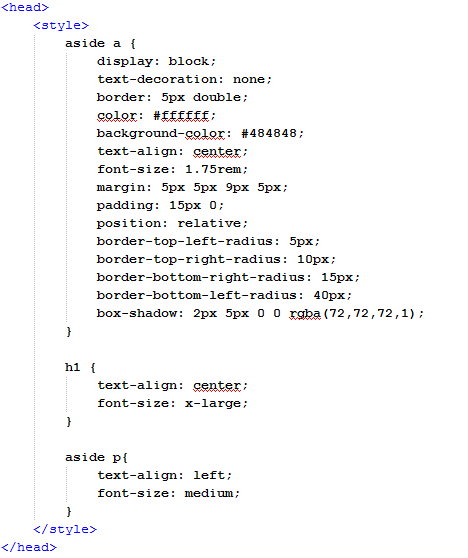 <head>
<style>
aside a {
display: block;
text-decoration: none;
border: 5px double;
color: #ffffff;
background-color: #484848;
text-align: center;
font-size: 1.75rem;
margin: 5px 5px 9px 5px;
padding: 15px 0;
position: relative;
border-top-left-radius: 5px;
border-top-right-radius: 10px;
border-bottom-right-radius: 15px;
border-bottom-left-radius: 40px;
box-shadow: 2px 5px 0 0 rgba(72,72,72,1);
}
h1 {
text-align: center;
font-size: x-large;
}
aside p{
text-align: left;
font-size: medium;
}
</style>
</head>